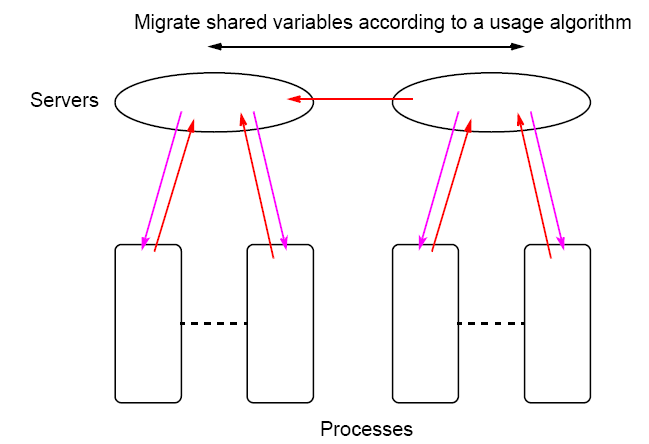 Migrate shared variables according to a usage algorithm
Servers
Processes